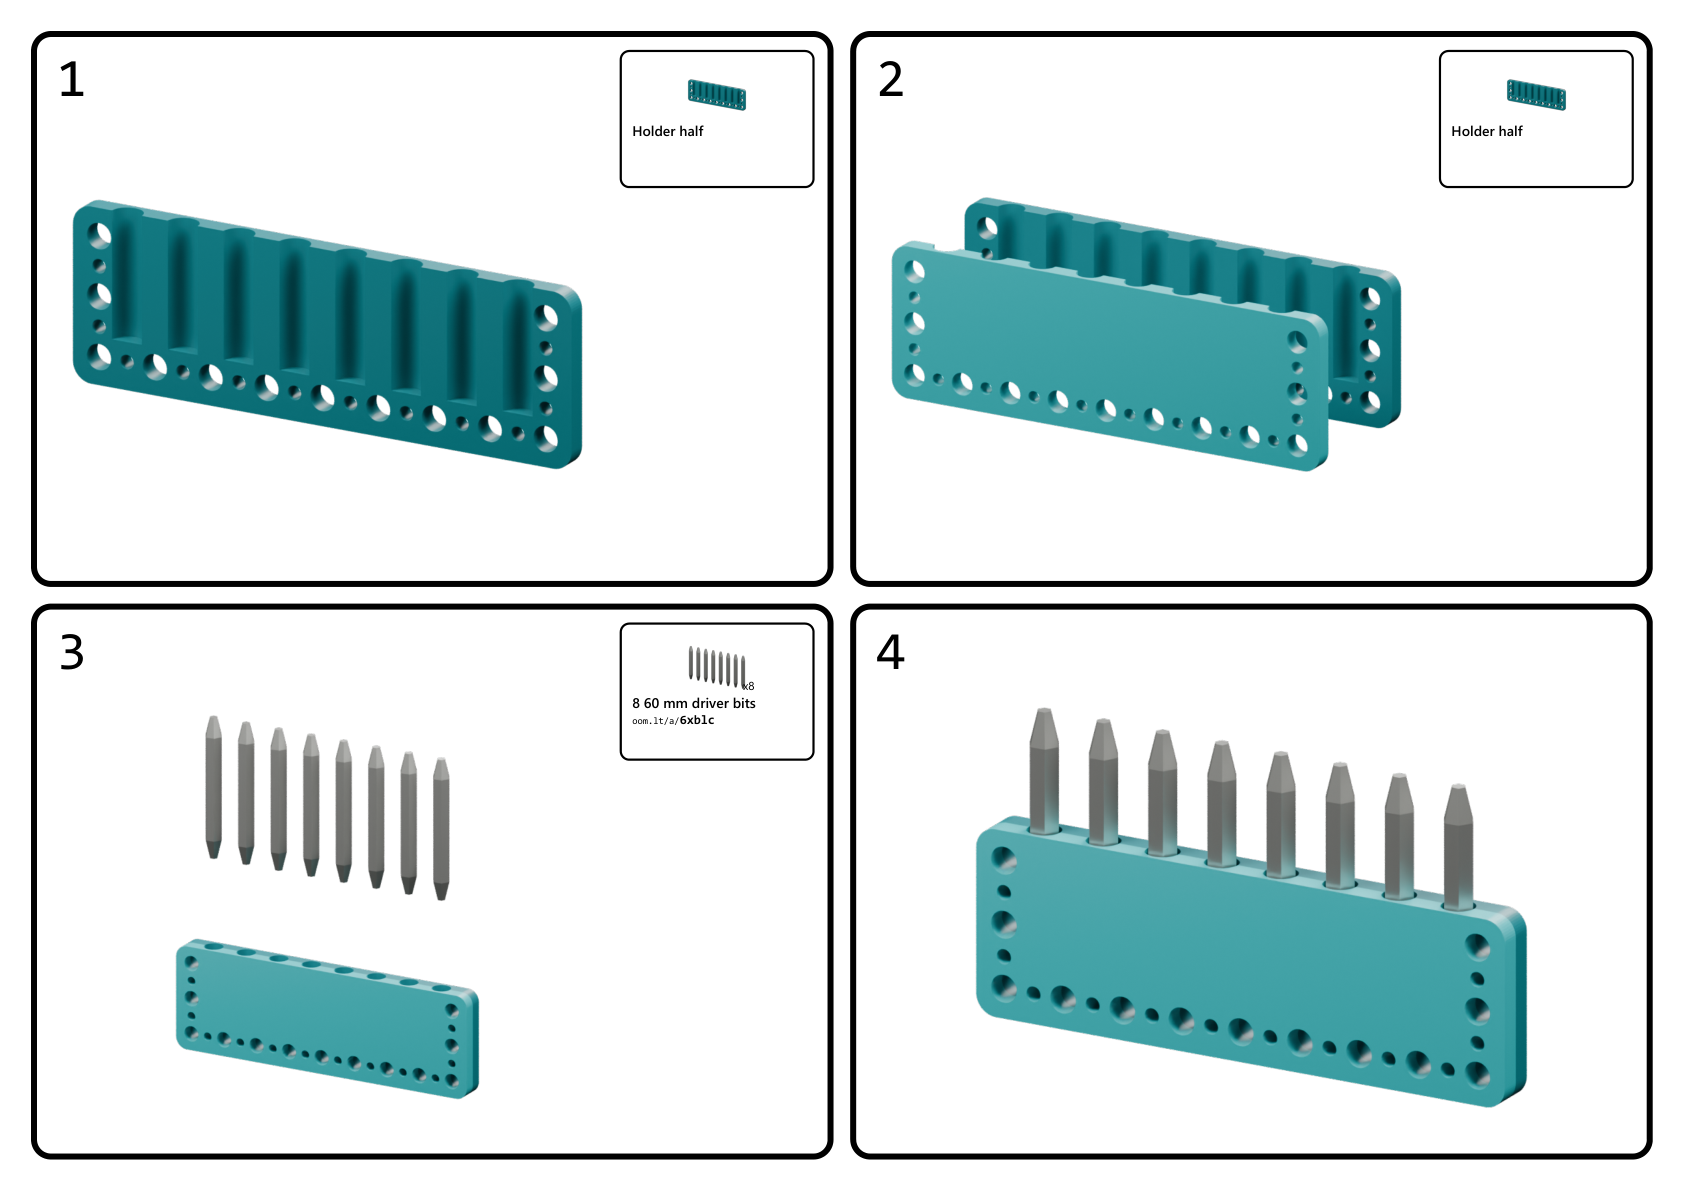 1
Holder half
2
Holder half
3
x8
8 60 mm driver bits
oom.lt/a/6xblc
4